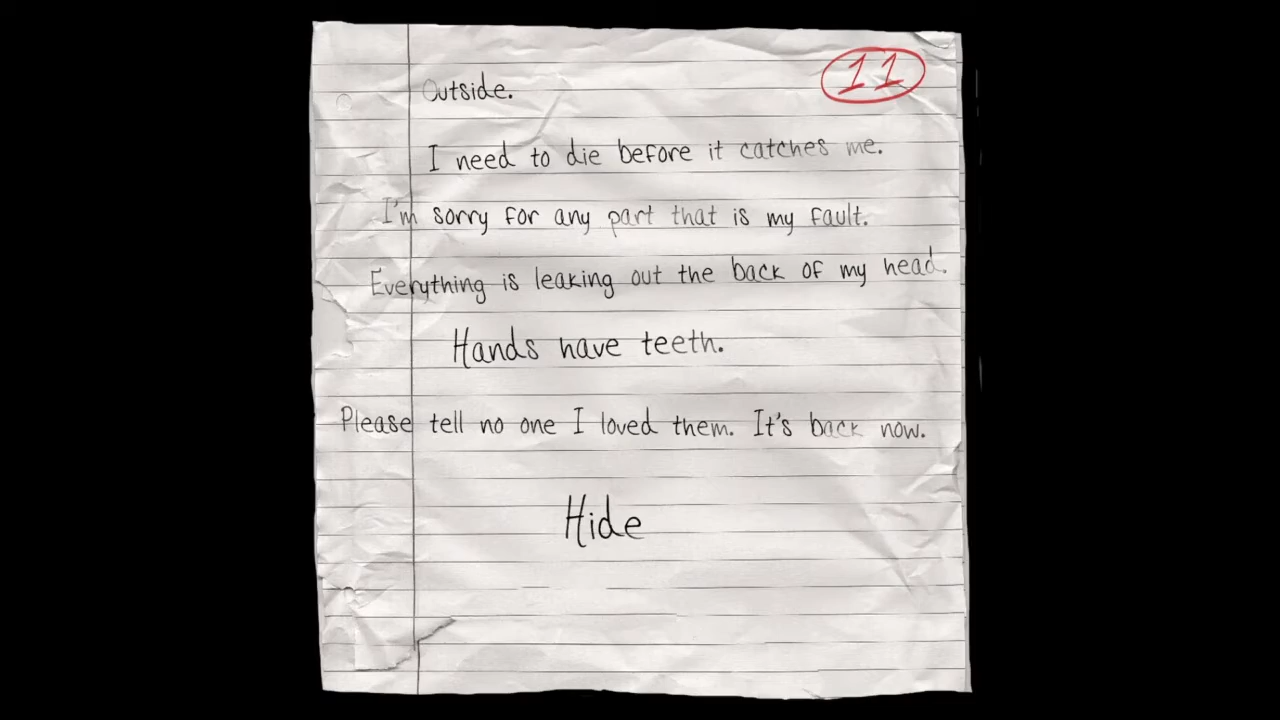 11
Outside.
I need to die before it catches me.
I'm sorry for any part that is my fault.
Everything is leaking out the back of my head.
Hands have teeth.
Please tell no one I loved them. It's back now.
Hide